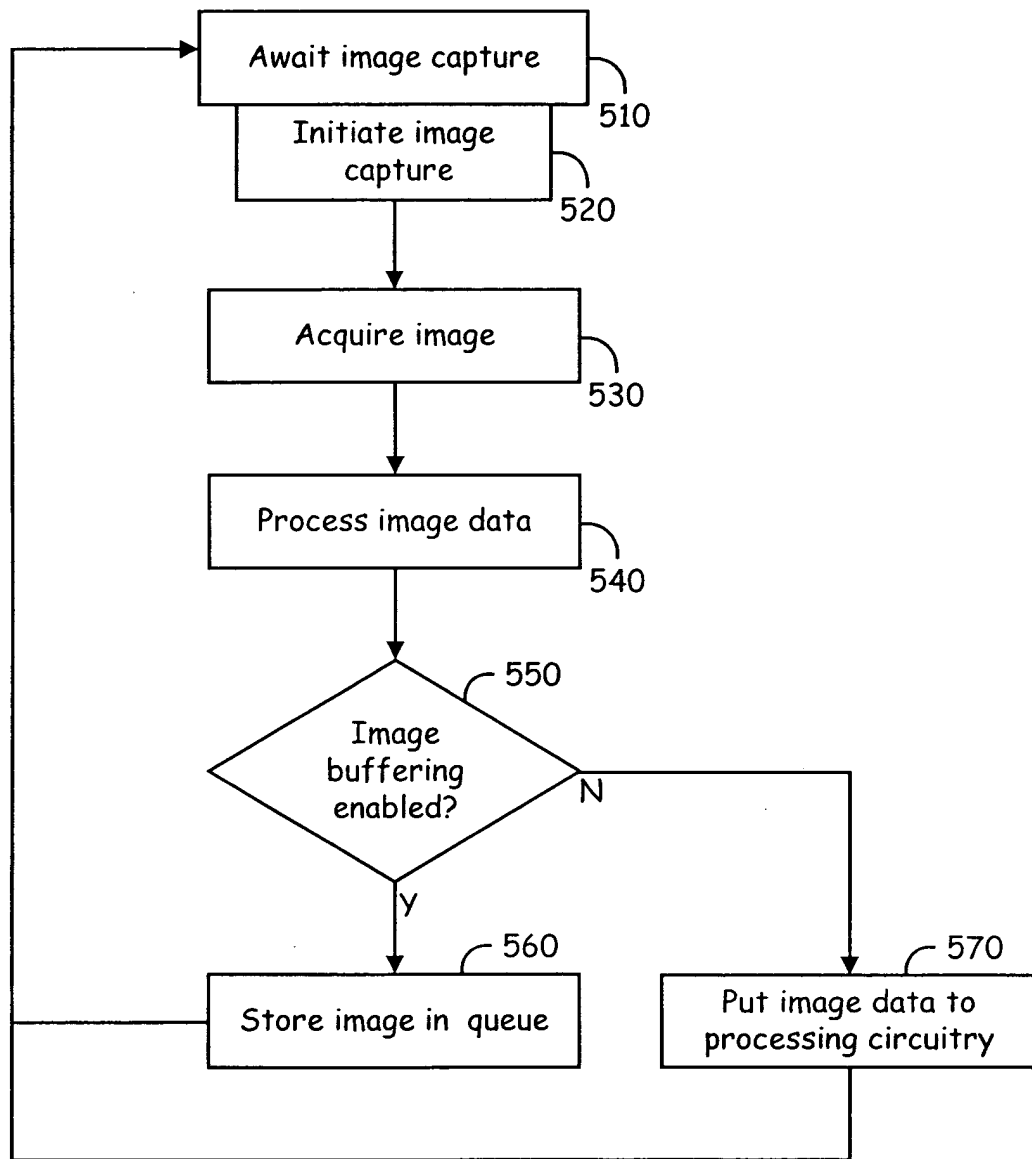 Await image capture
510
Initiate image
capture
520
Acquire image
530
Process image data
540
550
Image
buffering
enabled?
N
Y
560
Store image in queue
570
Put image data to
processing circuitry